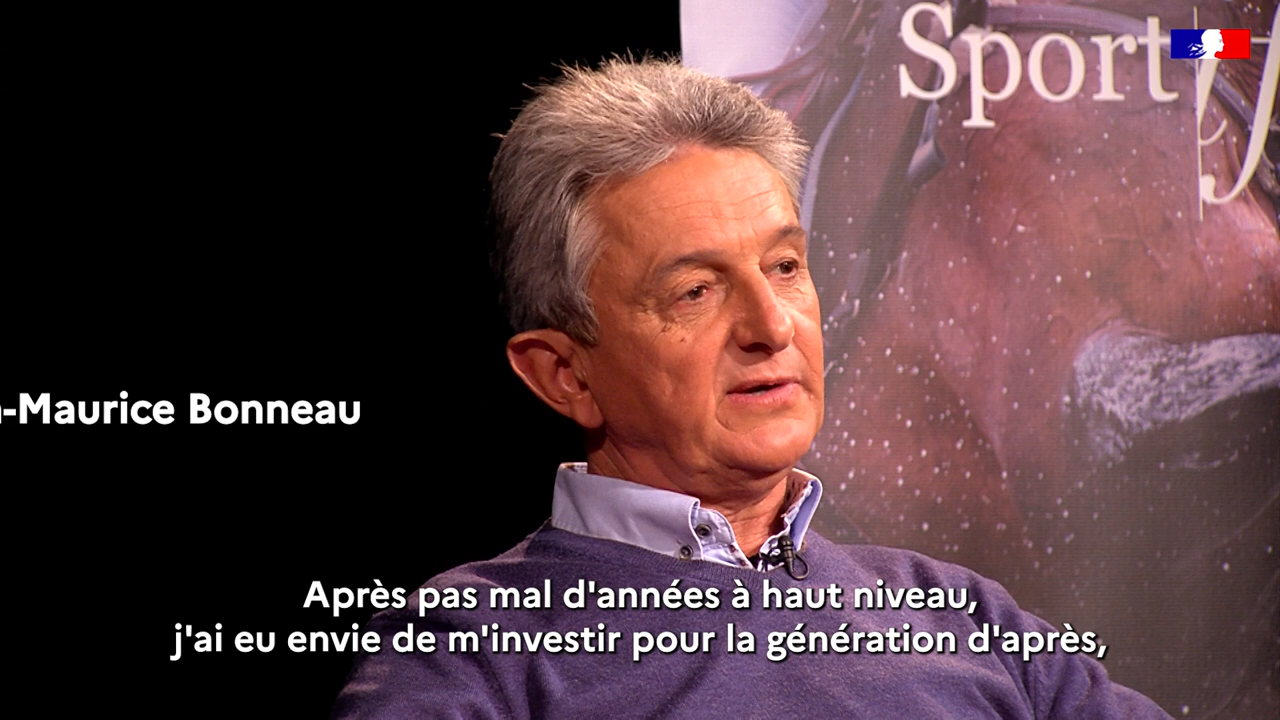 Sport
-Maurice Bonneau
Après pas mal d'années à haut niveau,
j'ai eu envie de m'investir pour la génération d'après,